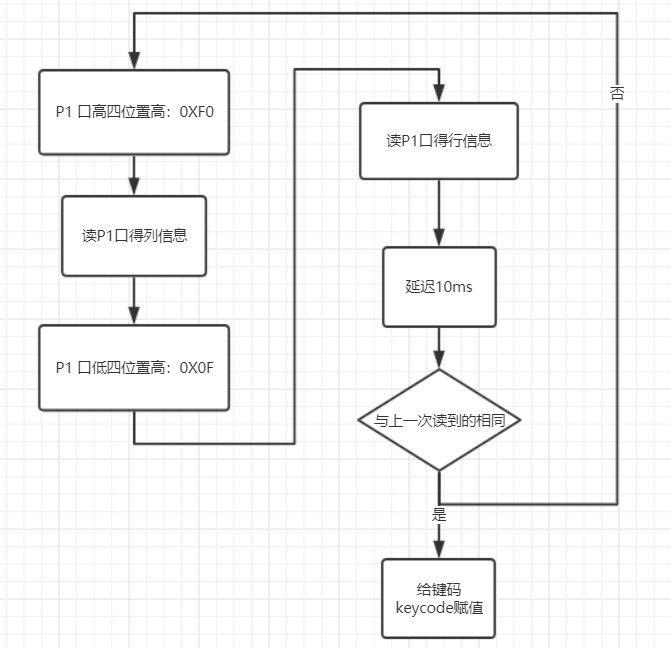 P1 口高四位置高：0XF0
读P1口得列信息
P1 口低四位置高：0X0F
读P1口得行信息
延迟10ms
与上一次读到的相同
否
是
给键码
keycode赋值